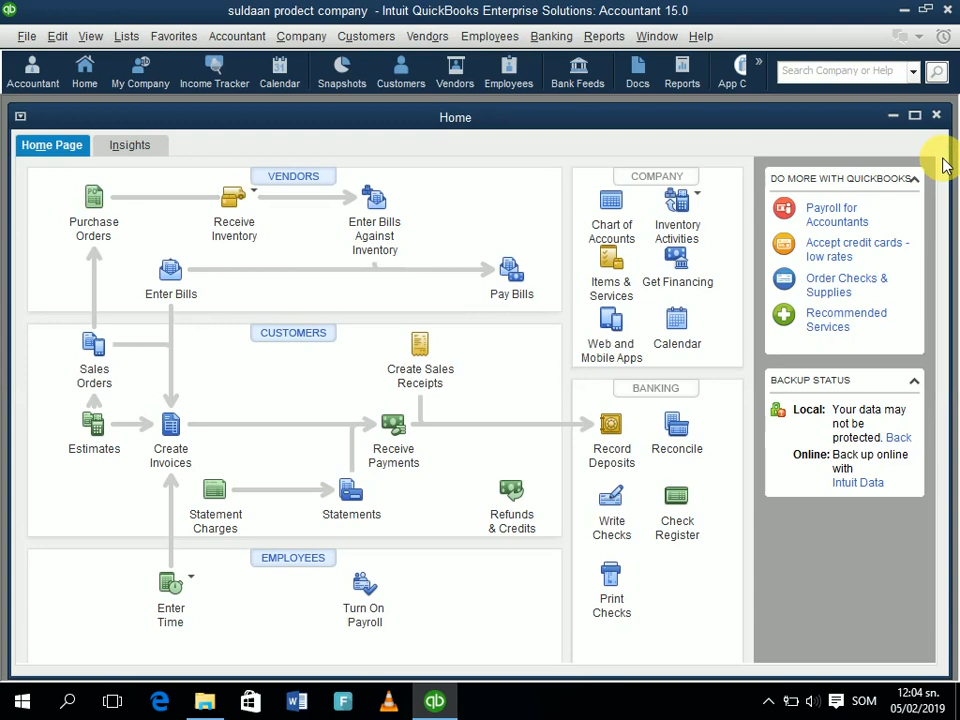 suldaan prodect company - Intuit QuickBooks Enterprise Solutions: Accountant 15.0
File Edit View Lists Favorites Accountant Company Customers Vendors Employees Banking Reports Window Help
Accountant Home My Company Income Tracker Calendar Snapshots Customers Vendors Employees Bank Feeds Docs Reports App C » Search Company or Help
Home
Home Page Insights
VENDORS
Purchase
Orders
Receive
Inventory
Enter Bills
Against
Inventory
Enter Bills
Pay Bills
CUSTOMERS
Sales
Orders
Create Sales
Receipts
Estimates
Create
Invoices
Receive
Payments
Statement
Charges
Statements
Refunds
& Credits
EMPLOYEES
Enter
Time
Turn On
Payroll
COMPANY
Chart of
Accounts
Inventory
Activities
Items &
Services
Get Financing
Web and
Mobile Apps
Calendar
BANKING
Record
Deposits
Reconcile
Write
Checks
Check
Register
Print
Checks
DO MORE WITH QUICKBOOKS
Payroll for
Accountants
Accept credit cards -
low rates
Order Checks &
Supplies
Recommended
Services
BACKUP STATUS
Local: Your data may
not be
protected. Back
Online: Back up online
with
Intuit Data
SOM
12:04 sn.
05/02/2019